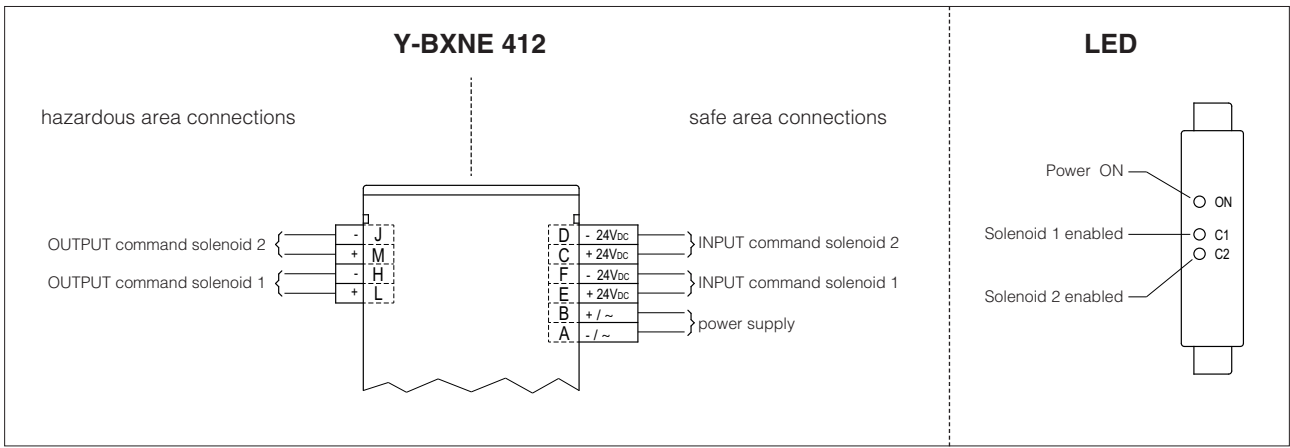 Y-BXNE 412
LED
hazardous area connections
safe area connections
OUTPUT command solenoid 2
- J
+ M
OUTPUT command solenoid 1
- H
+ L
D - 24VDC
C + 24VDC
INPUT command solenoid 2
F - 24VDC
E + 24VDC
INPUT command solenoid 1
B + / ~
A - / ~
power supply
Power ON
ON
Solenoid 1 enabled
C1
C2
Solenoid 2 enabled